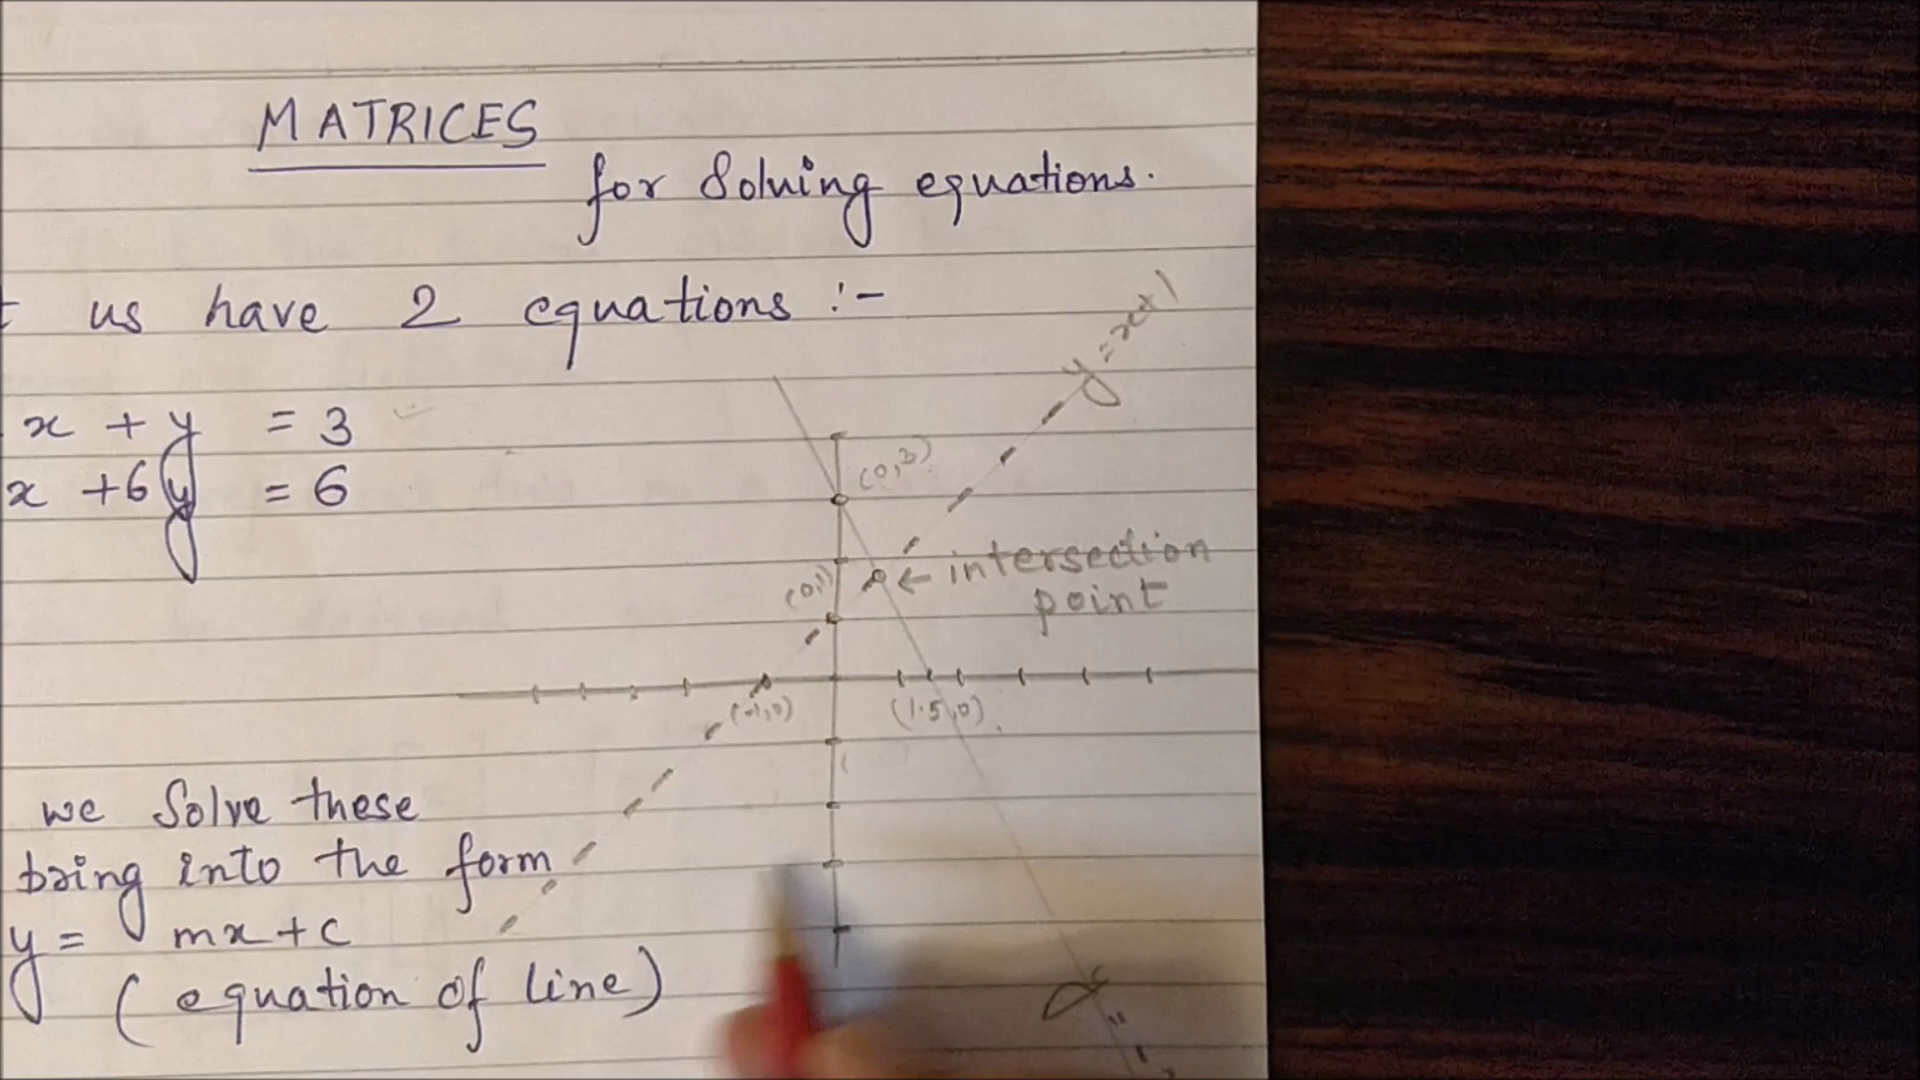 MATRICES
for Solving equations.
us have 2 equations :-
x + y = 3
x + 6y = 6
(0,3)
(0,1)
← intersection
point
(-1,0)
(1.5,0)
we Solve these
bring into the form
y = mx + c
(equation of line)